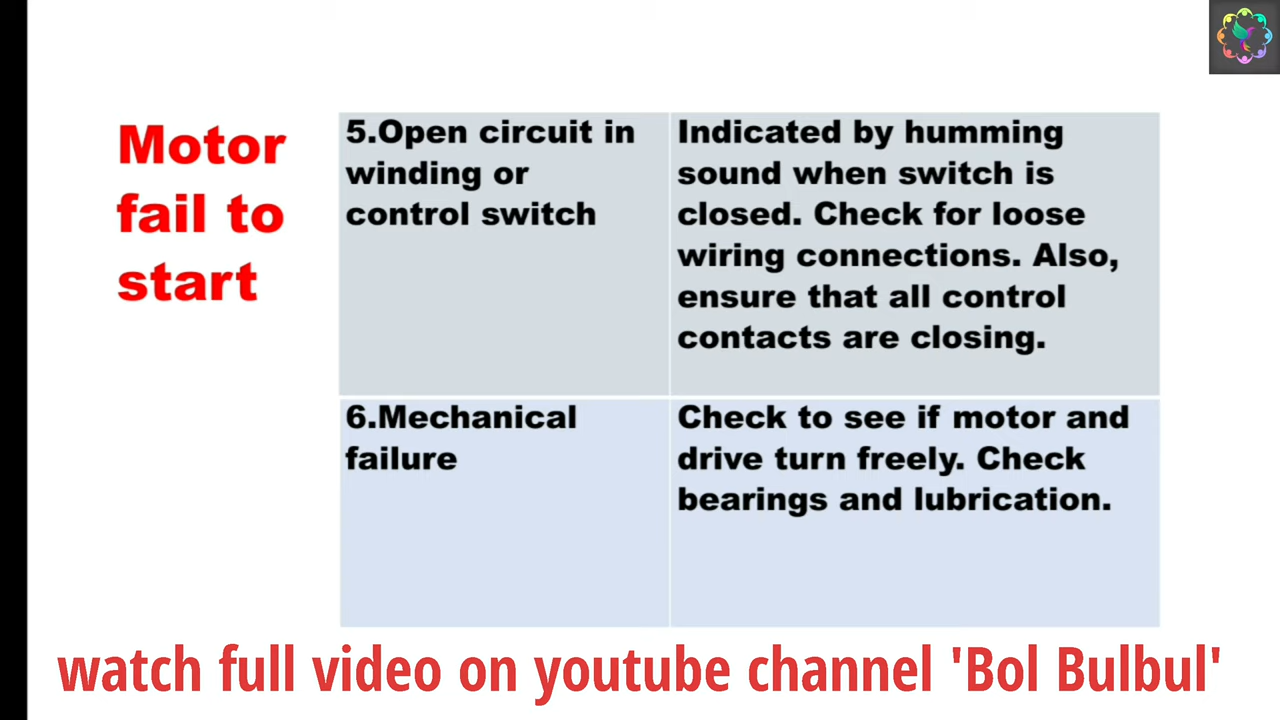 Motor
fail to
start
5.Open circuit in
winding or
control switch
Indicated by humming
sound when switch is
closed. Check for loose
wiring connections. Also,
ensure that all control
contacts are closing.
6.Mechanical
failure
Check to see if motor and
drive turn freely. Check
bearings and lubrication.
watch full video on youtube channel 'Bol Bulbul'